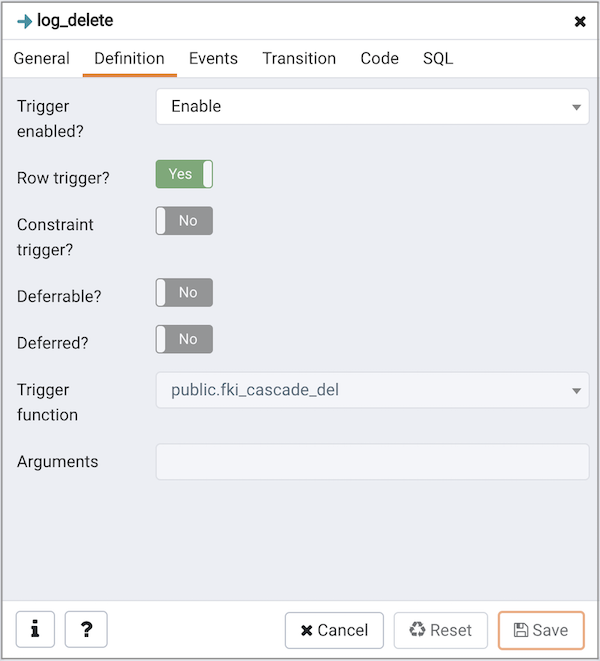 log_delete
General Definition Events Transition Code SQL
Trigger
enabled?
Enable
Row trigger?
Yes
Constraint
trigger?
No
Deferrable?
No
Deferred?
No
Trigger
function
public.fki_cascade_del
Arguments
i ? Cancel Reset Save